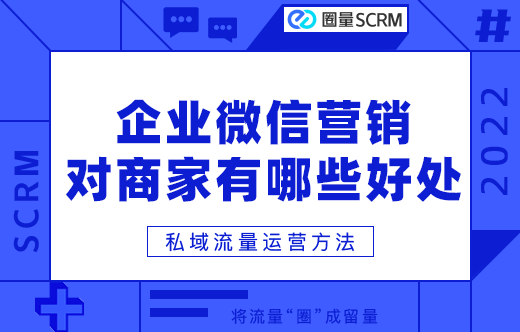 圈量SCRM
#
企业微信营销
对商家有哪些好处
私域流量运营方法
SCRM
2022
将流量“圈”成留量